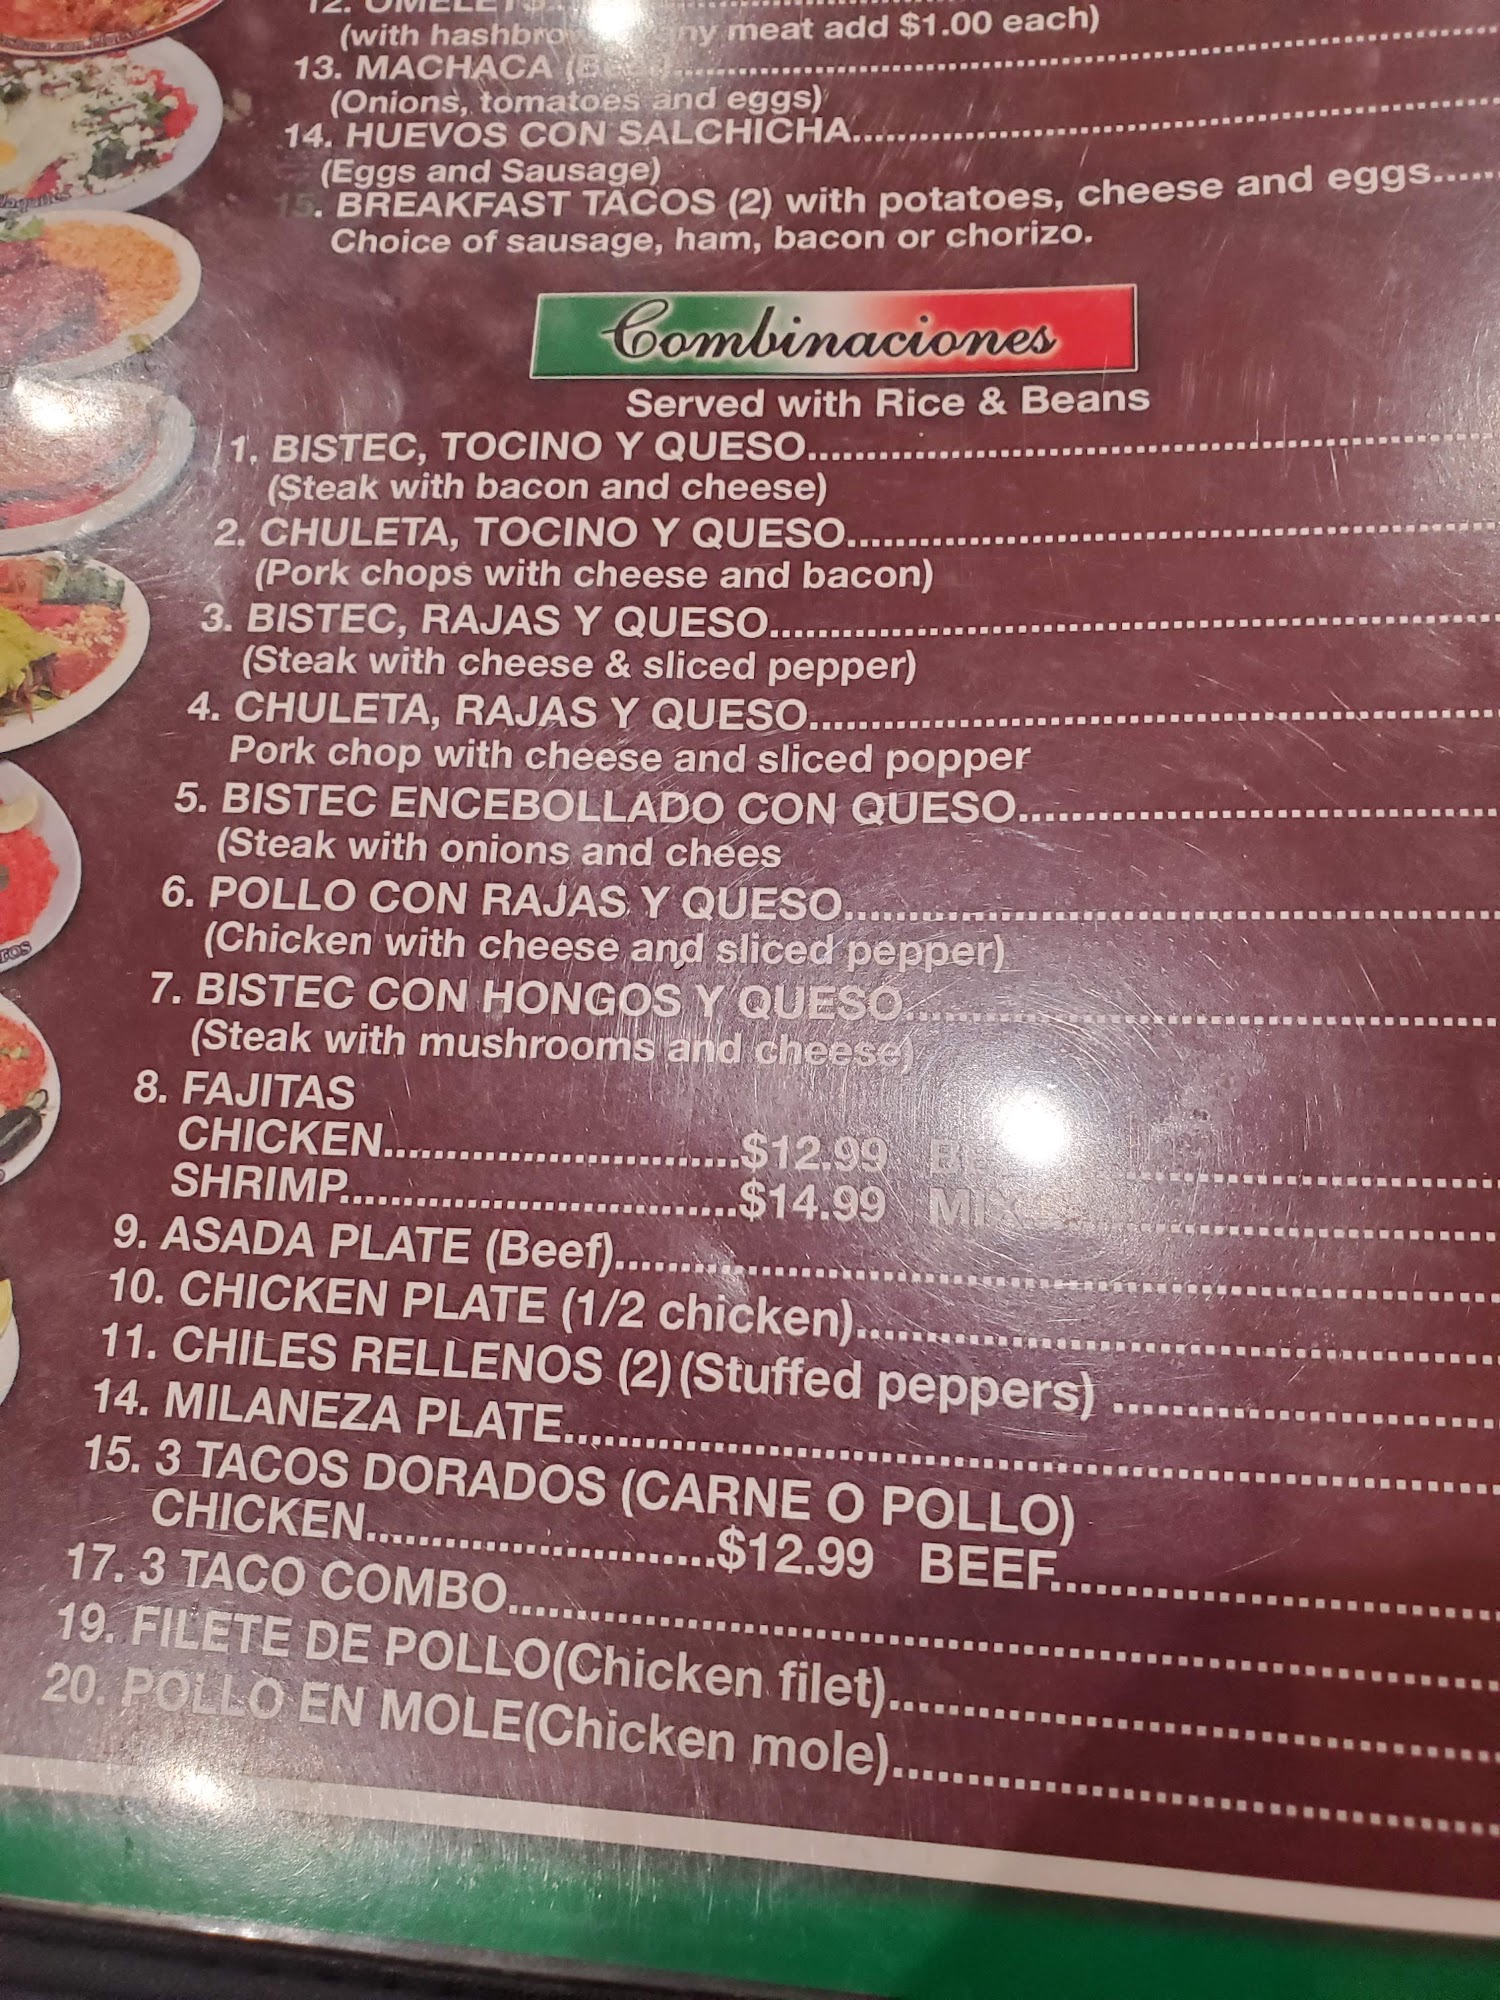 12. OMELETS
(with hashbro ny meat add $1.00 each)
13. MACHACA
(Onions, tomatoes and eggs)
14. HUEVOS CON SALCHICHA
(Eggs and Sausage)
15. BREAKFAST TACOS (2) with potatoes, cheese and eggs
Choice of sausage, ham, bacon or chorizo.
Combinaciones
Served with Rice & Beans
1. BISTEC, TOCINO Y QUESO
(Steak with bacon and cheese)
2. CHULETA, TOCINO Y QUESO
(Pork chops with cheese and bacon)
3. BISTEC, RAJAS Y QUESO
(Steak with cheese & sliced pepper)
4. CHULETA, RAJAS Y QUESO
Pork chop with cheese and sliced popper
5. BISTEC ENCEBOLLADO CON QUESO
(Steak with onions and chees
6. POLLO CON RAJAS Y QUESO
(Chicken with cheese and sliced pepper)
7. BISTEC CON HONGOS Y QUESO
(Steak with mushrooms and cheese)
8. FAJITAS
CHICKEN $12.99
SHRIMP $14.99 MIX
9. ASADA PLATE (Beef)
10. CHICKEN PLATE (1/2 chicken)
11. CHILES RELLENOS (2) (Stuffed peppers)
14. MILANEZA PLATE
15. 3 TACOS DORADOS (CARNE O POLLO)
CHICKEN $12.99 BEEF
17. 3 TACO COMBO
19. FILETE DE POLLO(Chicken filet)
20. POLLO EN MOLE(Chicken mole)